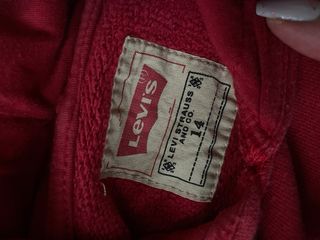 Levi's
LEVI STRAUSS
AND CO.
14